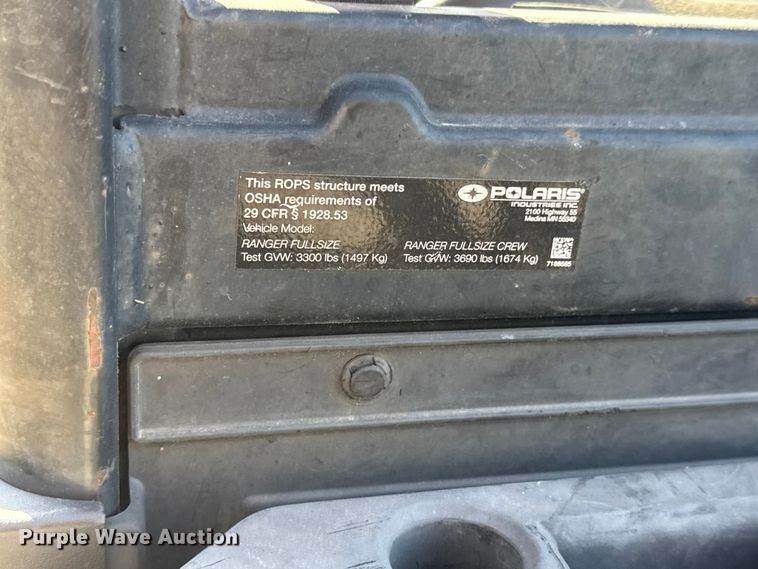 This ROPS structure meets
OSHA requirements of
29 CFR § 1928.53
Vehicle Model:
RANGER FULLSIZE
Test GVW: 3300 lbs (1497 Kg)
POLARIS®
INDUSTRIES INC.
2100 Highway 55
Medina MN 55340
RANGER FULLSIZE CREW
Test GVW: 3690 lbs (1674 Kg)
7188585
Purple Wave Auction